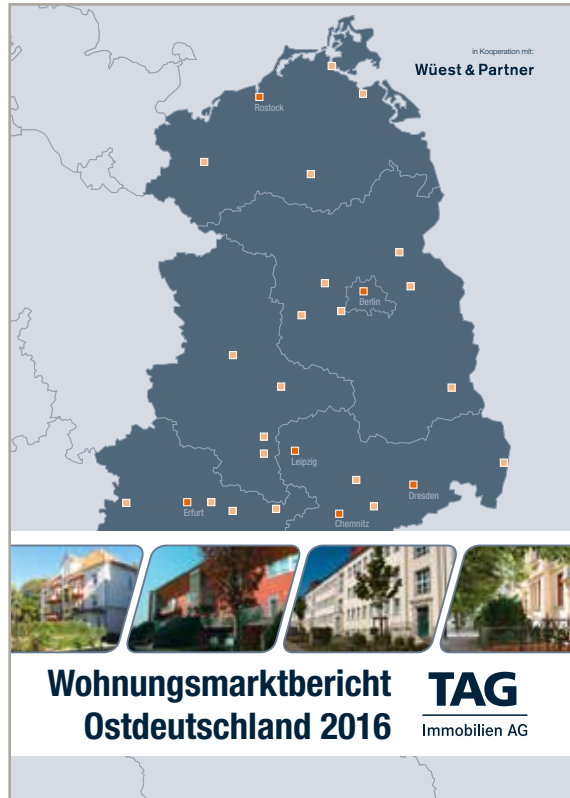 in Kooperation mit:
Wüest & Partner
Rostock
Berlin
Leipzig
Dresden
Erfurt
Chemnitz
Wohnungsmarktbericht
Ostdeutschland 2016
TAG
Immobilien AG